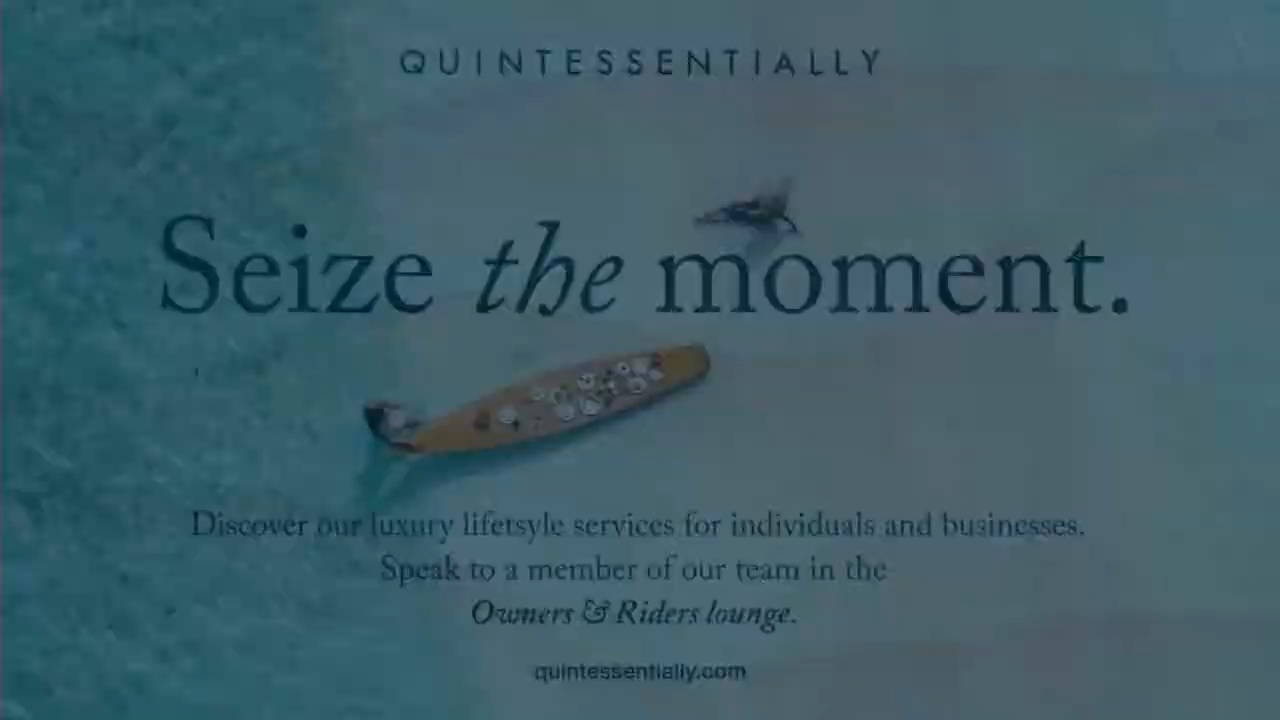 QUINTESSENTIALLY
Seize the moment.
Discover our luxury lifetsyle services for individuals and businesses.
Speak to a member of our team in the
Owners & Riders lounge.
quintessentially.com